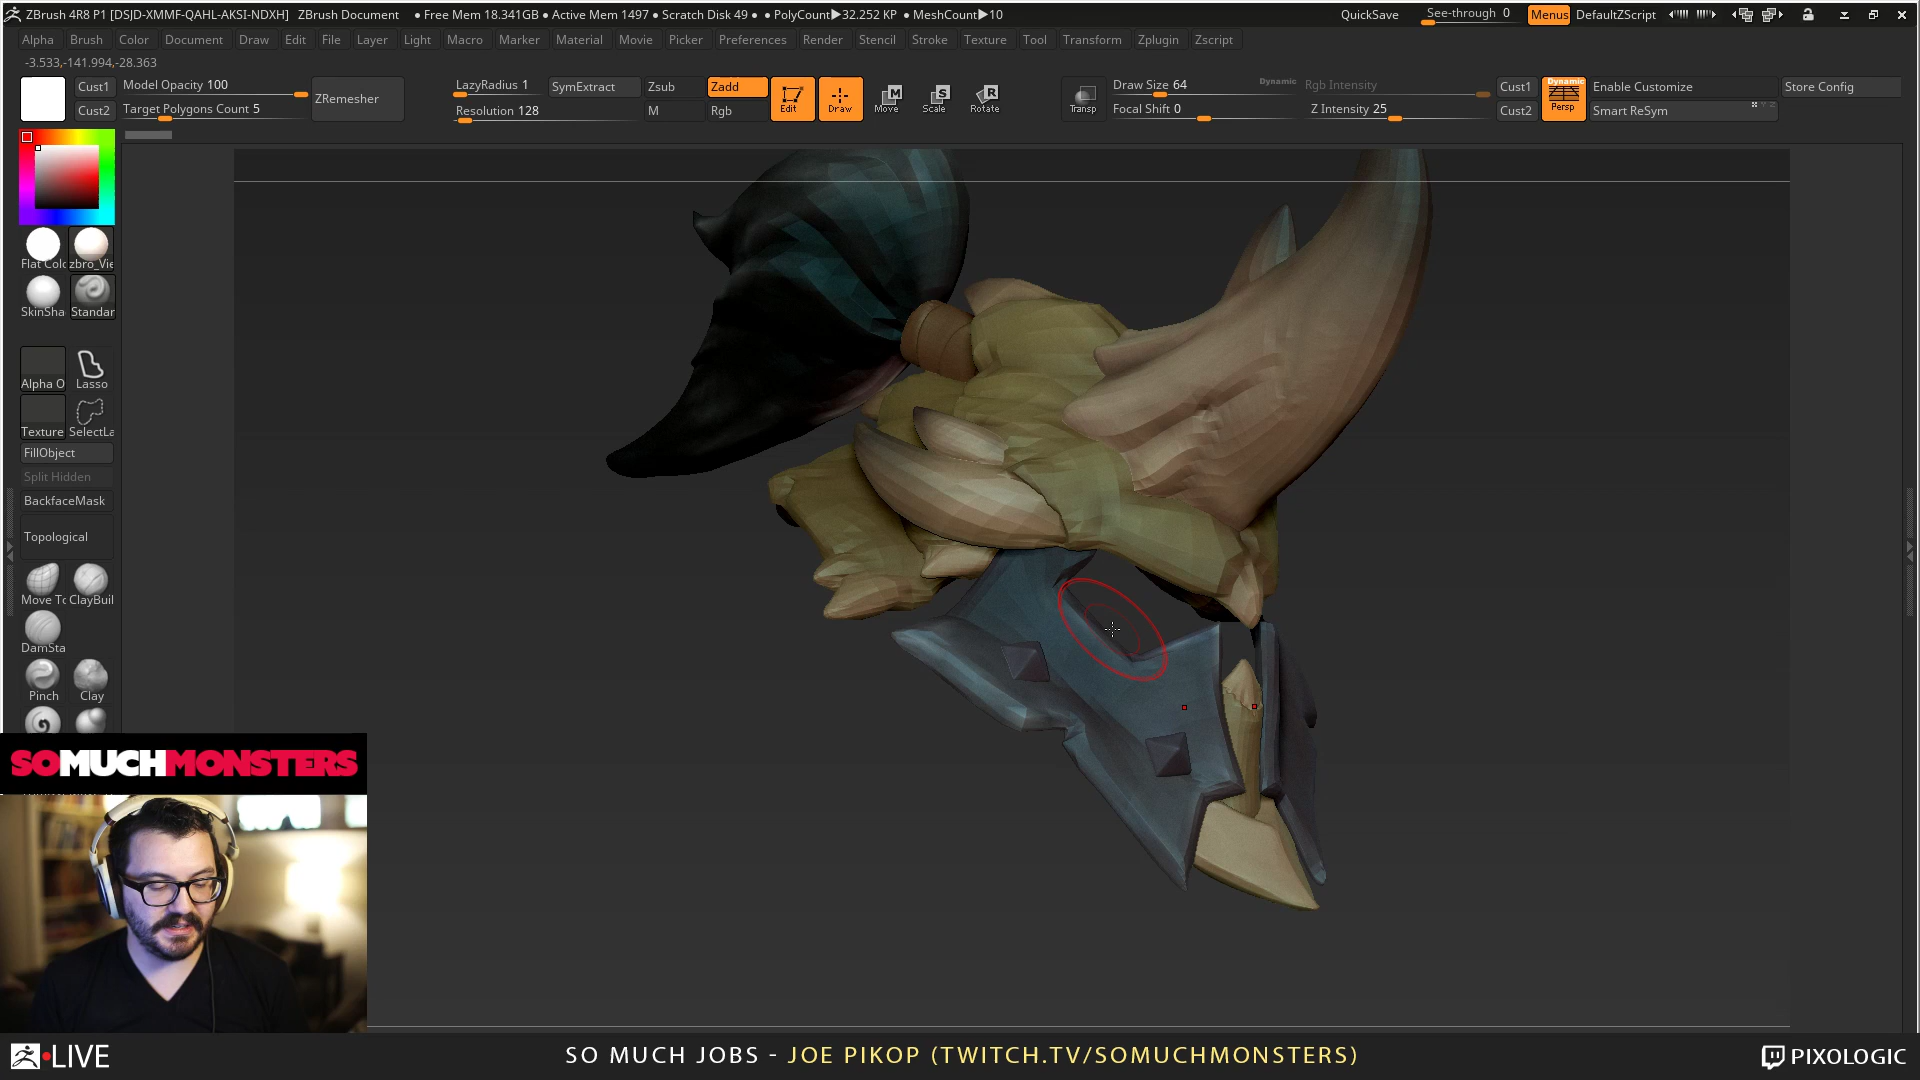 ZBrush 4R8 P1 [DSJD-XMMF-QAHL-AKSI-NDXH] ZBrush Document ● Free Mem 18.341GB ● Active Mem 1497 ● Scratch Disk 49 ● ● PolyCount▶32.252 KP ● MeshCount▶10 QuickSave See-through 0 Menus DefaultZScript
Alpha Brush Color Document Draw Edit File Layer Light Macro Marker Material Movie Picker Preferences Render Stencil Stroke Texture Tool Transform Zplugin Zscript
-3.533,-141.994,-28.363
Cust1 Model Opacity 100 LazyRadius 1 SymExtract Zsub Zadd Draw Size 64 Dynamic Rgb Intensity Cust1 Dynamic Enable Customize Store Config
ZRemesher Edit Draw Move Scale Rotate Transp Persp
Cust2 Target Polygons Count 5 Resolution 128 M Rgb Focal Shift 0 Z Intensity 25 Cust2 Smart ReSym
Flat Colo zbro_Vie
SkinSha Standar
Alpha O Lasso
Texture SelectLa
FillObject
Split Hidden
BackfaceMask
Topological
Move To ClayBuil
DamSta
Pinch Clay
SOMUCHMONSTERS
LIVE SO MUCH JOBS - JOE PIKOP (TWITCH.TV/SOMUCHMONSTERS) PIXOLOGIC